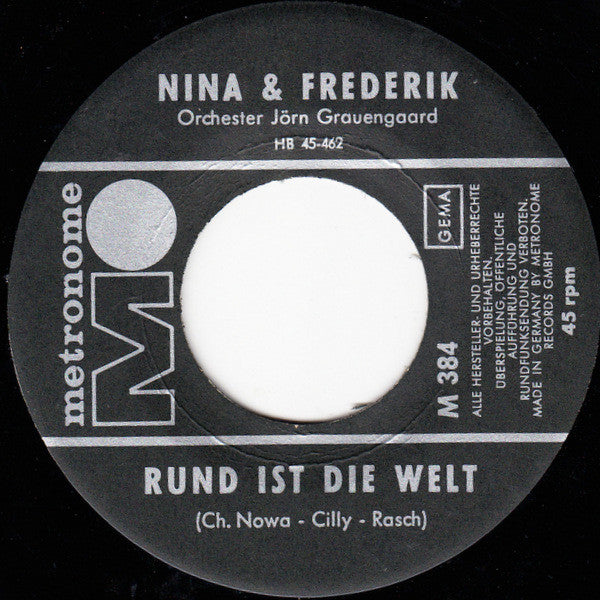 NINA & FREDERIK
Orchester Jörn Grauengaard
HB 45-462
metronome
GEMA
M 384
ALLE HERSTELLER- UND URHEBERRECHTE
VORBEHALTEN.
ÜBERSPIELUNG, ÖFFENTLICHE
AUFFÜHRUNG UND
RUNDFUNKSENDUNG VERBOTEN.
MADE IN GERMANY BY METRONOME
RECORDS GMBH
45 rpm
RUND IST DIE WELT
(Ch. Nowa - Cilly - Rasch)